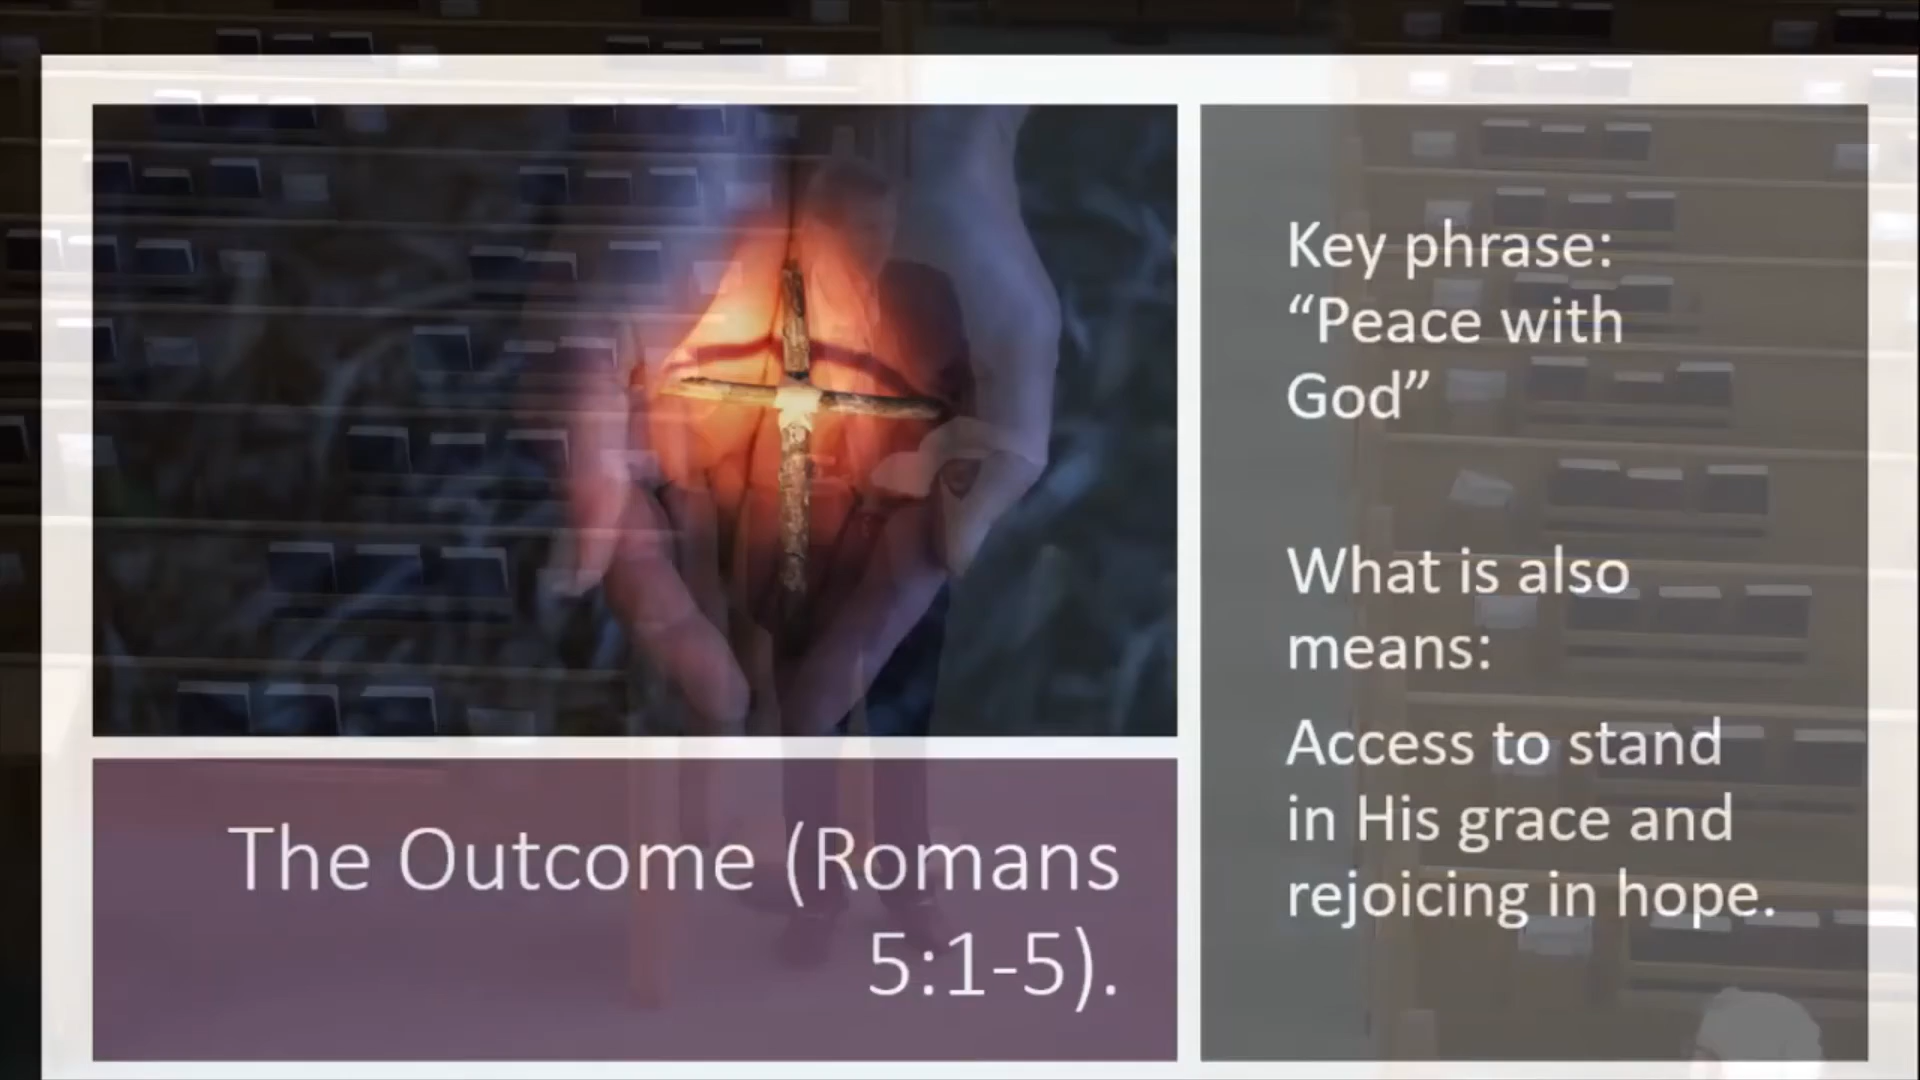 The Outcome (Romans
5:1-5).
Key phrase:
“Peace with
God”
What is also
means:
Access to stand
in His grace and
rejoicing in hope.